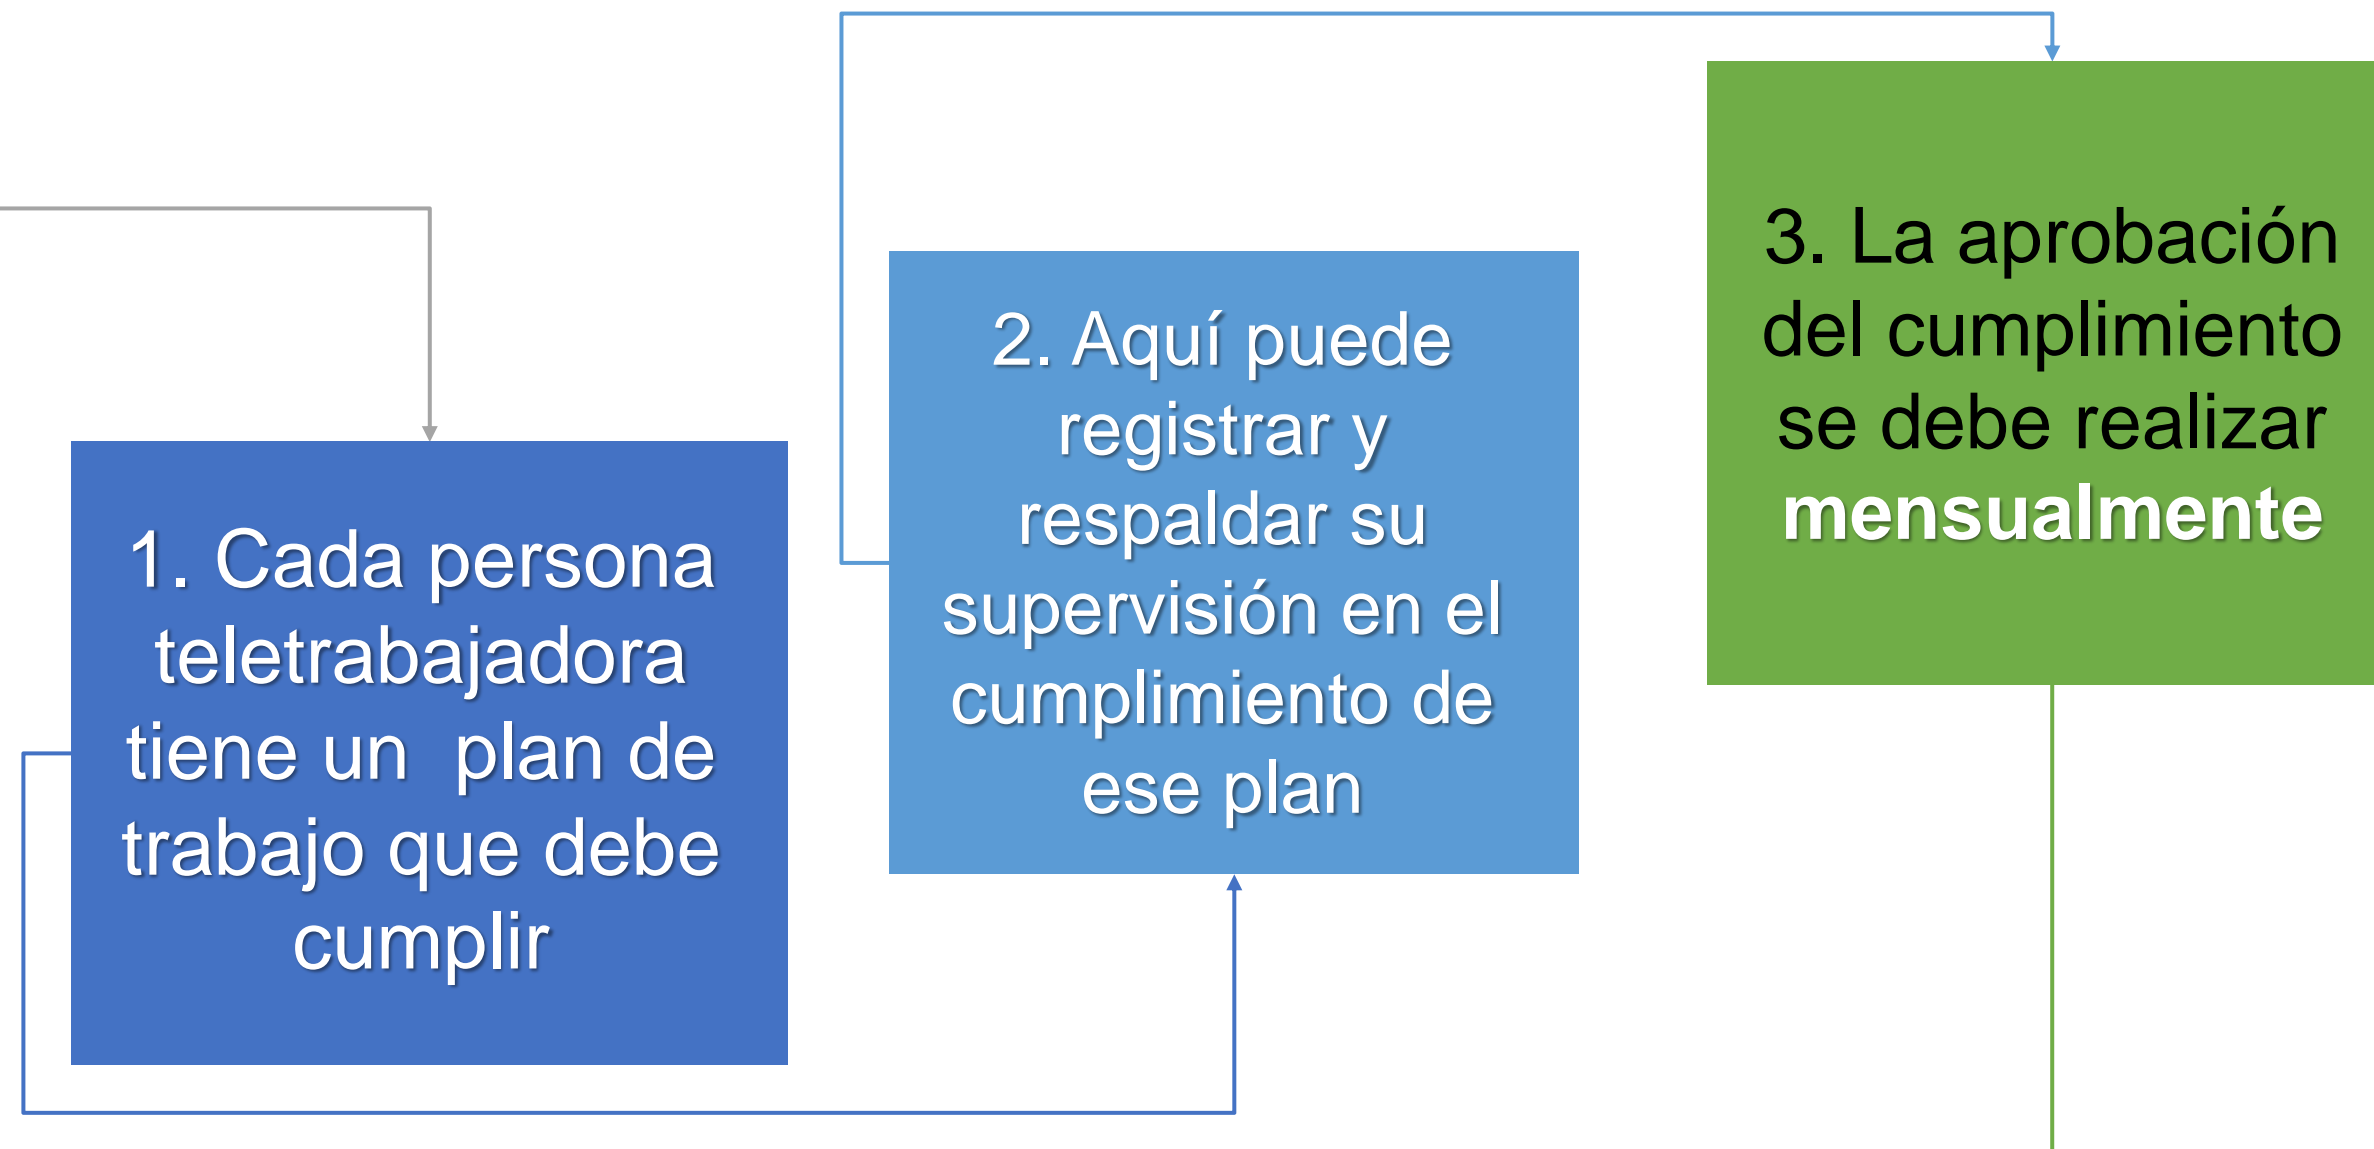 1. Cada persona
teletrabajadora
tiene un  plan de
trabajo que debe
cumplir
2. Aquí puede
registrar y
respaldar su
supervisión en el
cumplimiento de
ese plan
3. La aprobación
del cumplimiento
se debe realizar
mensualmente